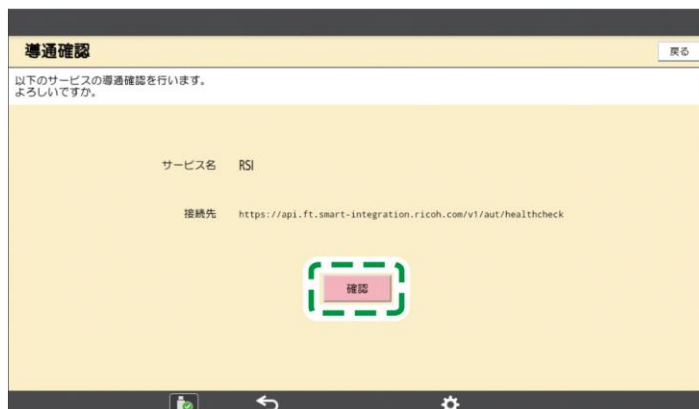 導通確認
戻る
以下のサービスの導通確認を行います。
よろしいですか。
サービス名 RSI
接続先 https://api.ft.smart-integration.ricoh.com/v1/aut/healthcheck
確認